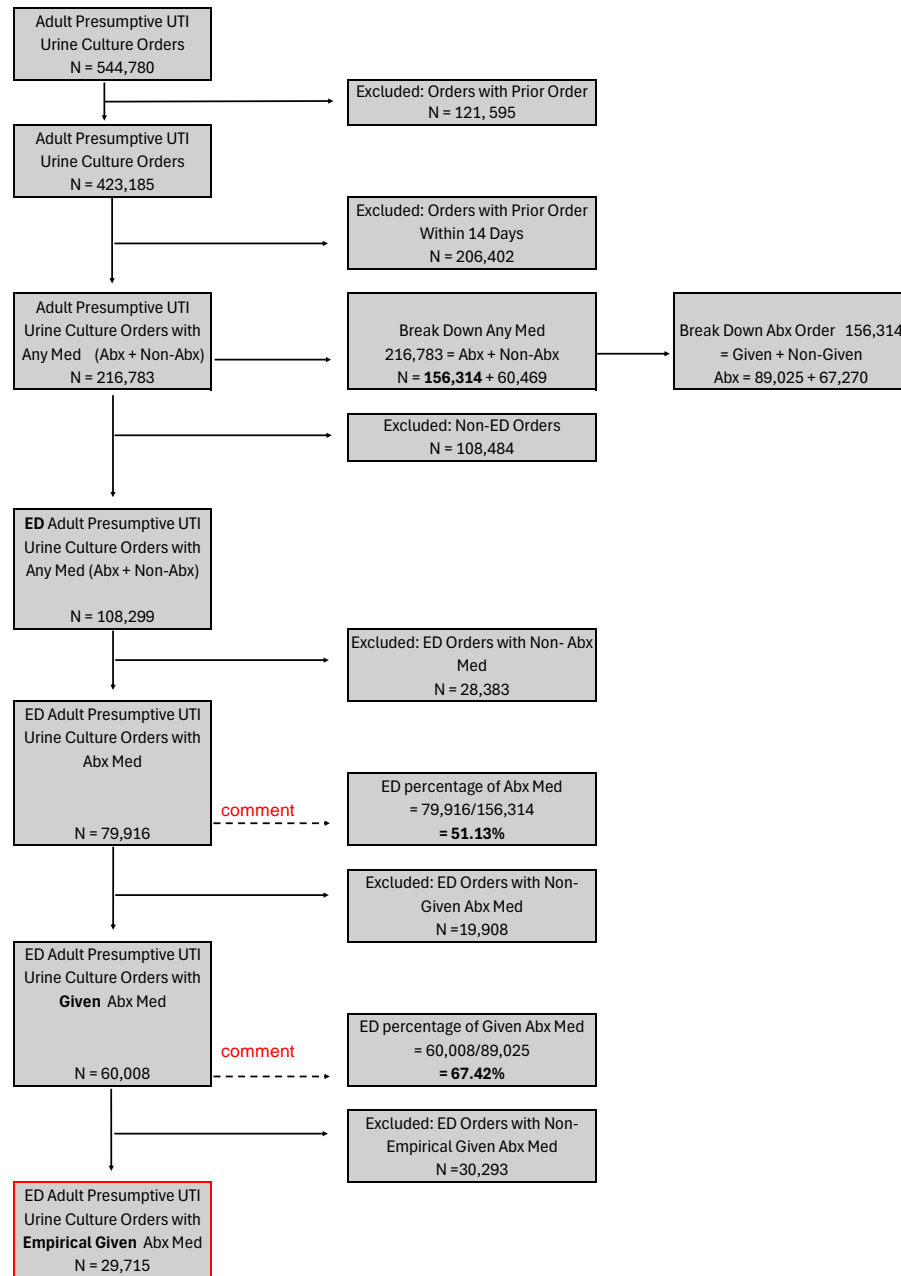 Adult Presumptive UTI
Urine Culture Orders
N = 544,780
Excluded: Orders with Prior Order
N = 121, 595
Adult Presumptive UTI
Urine Culture Orders
N = 423,185
Excluded: Orders with Prior Order
Within 14 Days
N = 206,402
Adult Presumptive UTI
Urine Culture Orders with
Any Med (Abx + Non-Abx)
N = 216,783
Break Down Any Med
216,783 = Abx + Non-Abx
N = 156,314 + 60,469
Break Down Abx Order 156,314
= Given + Non-Given
Abx = 89,025 + 67,270
Excluded: Non-ED Orders
N = 108,484
ED Adult Presumptive UTI
Urine Culture Orders with
Any Med (Abx + Non-Abx)
N = 108,299
Excluded: ED Orders with Non- Abx
Med
N = 28,383
ED Adult Presumptive UTI
Urine Culture Orders with
Abx Med
N = 79,916
comment
ED percentage of Abx Med
= 79,916/156,314
= 51.13%
Excluded: ED Orders with Non-
Given Abx Med
N =19,908
ED Adult Presumptive UTI
Urine Culture Orders with
Given Abx Med
N = 60,008
comment
ED percentage of Given Abx Med
= 60,008/89,025
= 67.42%
Excluded: ED Orders with Non-
Empirical Given Abx Med
N =30,293
ED Adult Presumptive UTI
Urine Culture Orders with
Empirical Given Abx Med
N = 29,715